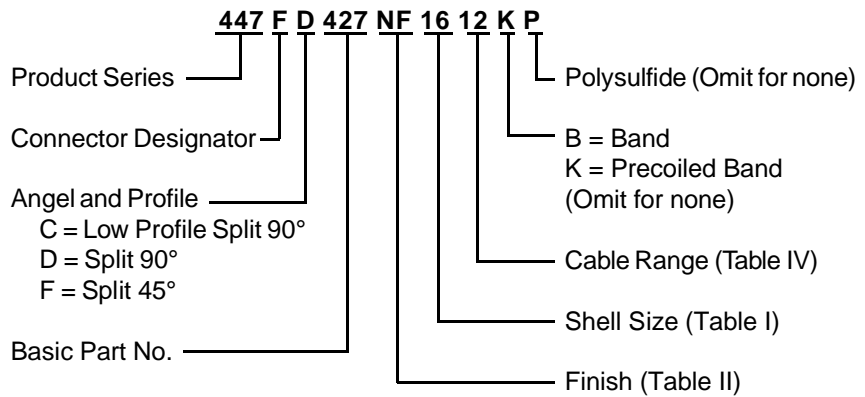 447 F D 427 NF 16 12 K P
Product Series
Connector Designator
Angel and Profile
C = Low Profile Split 90°
D = Split 90°
F = Split 45°
Basic Part No.
Polysulfide (Omit for none)
B = Band
K = Precoiled Band
(Omit for none)
Cable Range (Table IV)
Shell Size (Table I)
Finish (Table II)